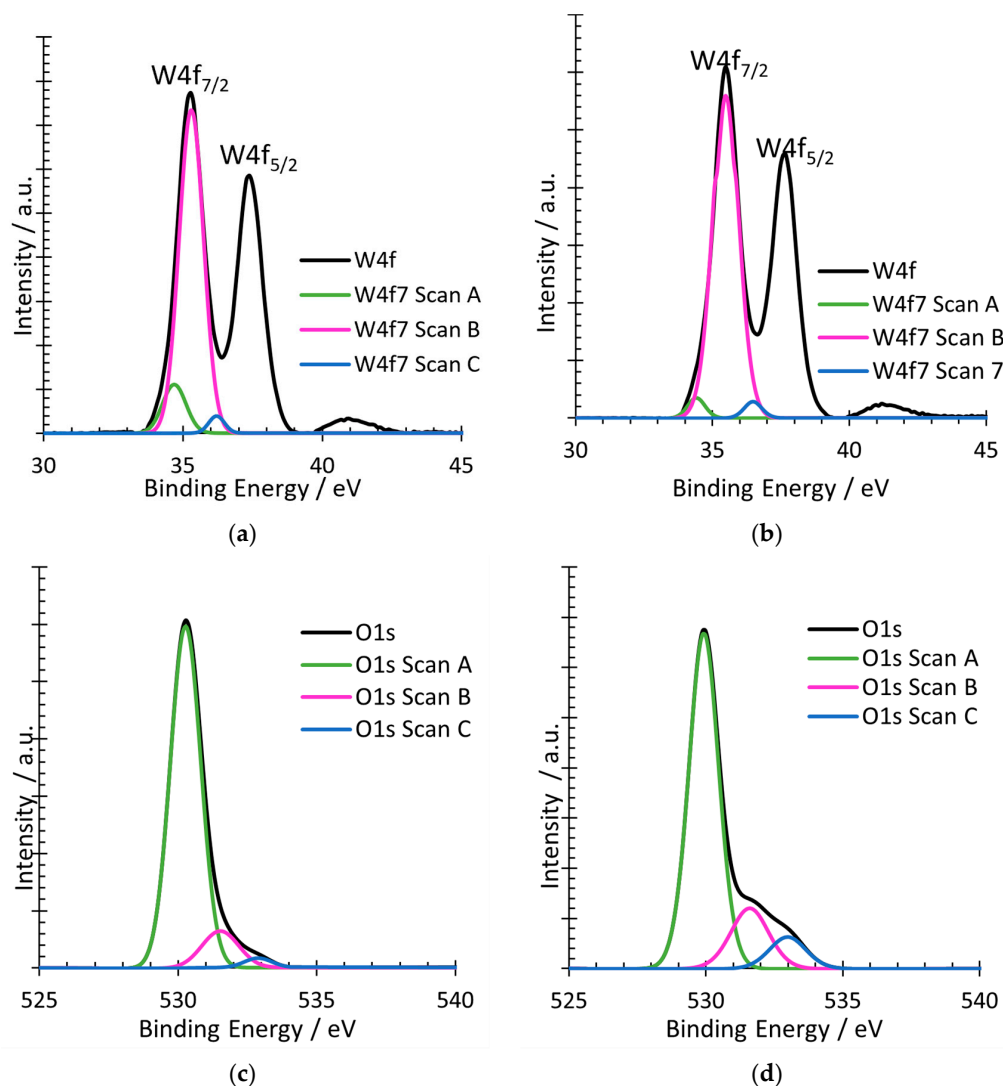 Intensity / a.u.
W4f7/2
W4f5/2
W4f
W4f7 Scan A
W4f7 Scan B
W4f7 Scan C
30 35 40 45
Binding Energy / eV
(a)
Intensity / a.u.
W4f7/2
W4f5/2
W4f
W4f7 Scan A
W4f7 Scan B
W4f7 Scan 7
30 35 40 45
Binding Energy / eV
(b)
Intensity / a.u.
O1s
O1s Scan A
O1s Scan B
O1s Scan C
525 530 535 540
Binding Energy / eV
(c)
Intensity / a.u.
O1s
O1s Scan A
O1s Scan B
O1s Scan C
525 530 535 540
Binding Energy / eV
(d)